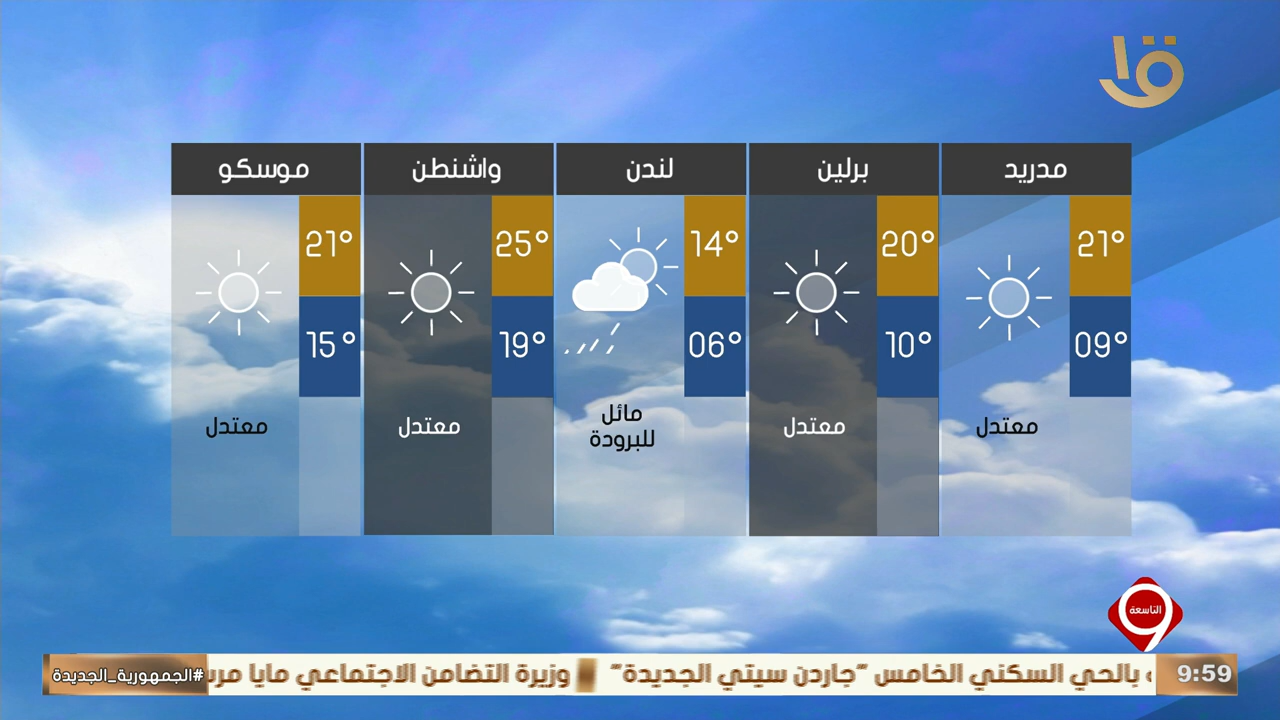 مدريد
21°
09°
معتدل
برلين
20°
10°
معتدل
لندن
14°
06°
مائل
للبرودة
واشنطن
25°
19°
معتدل
موسكو
21°
15°
معتدل
التاسعة
9
9:59
بالحي السكني الخامس "جاردن سيتي الجديدة" وزيرة التضامن الاجتماعي مايا
#الجمهورية_الجديدة